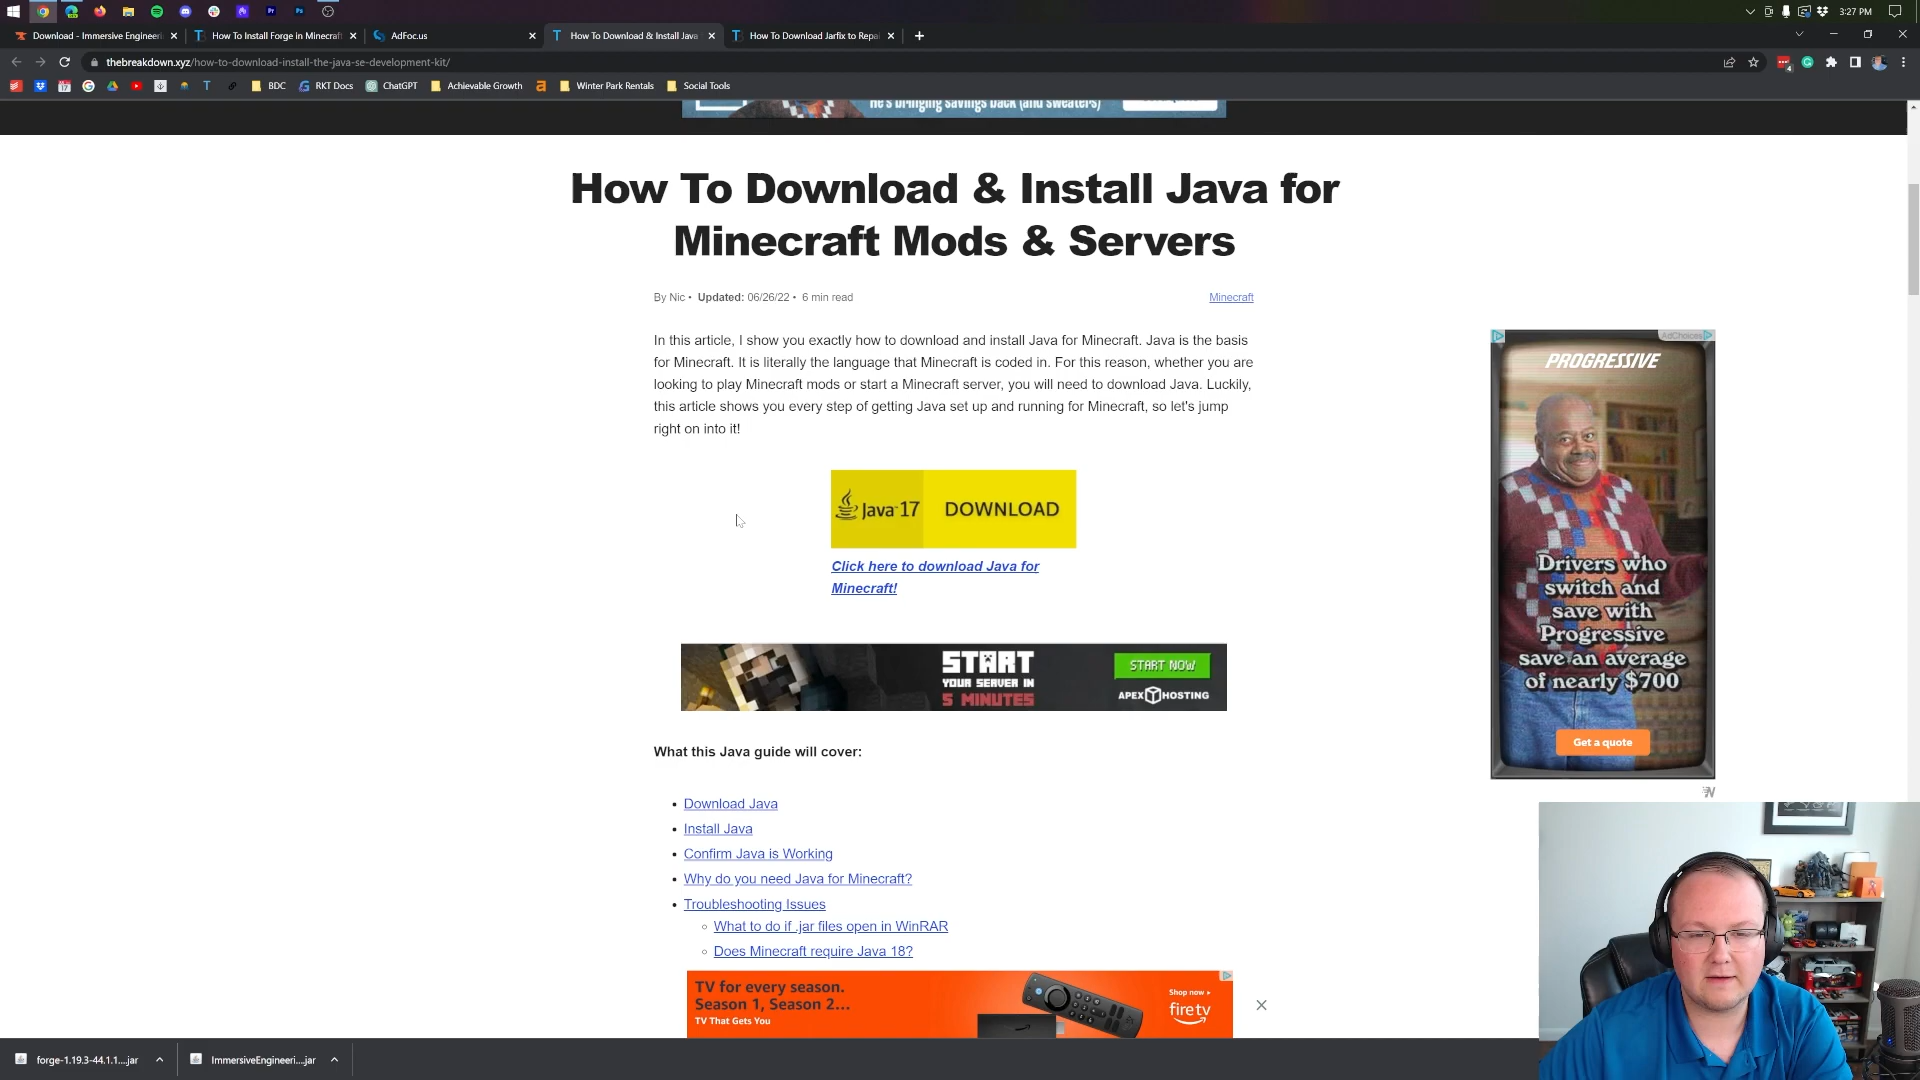 3:27 PM
Download - Immersive Engineeri
How To Install Forge in Minecraft
AdFoc.us
How To Download & Install Java
How To Download Jarfix to Repai
thebreakdown.xyz/how-to-download-install-the-java-se-development-kit/
BDC
RKT Docs
ChatGPT
Achievable Growth
Winter Park Rentals
Social Tools
He's bringing savings back (and sweaters)
How To Download & Install Java for
Minecraft Mods & Servers
By Nic • Updated: 06/26/22 • 6 min read
Minecraft
In this article, I show you exactly how to download and install Java for Minecraft. Java is the basis
for Minecraft. It is literally the language that Minecraft is coded in. For this reason, whether you are
looking to play Minecraft mods or start a Minecraft server, you will need to download Java. Luckily,
this article shows you every step of getting Java set up and running for Minecraft, so let's jump
right on into it!
Java 17 DOWNLOAD
Click here to download Java for
Minecraft!
START
YOUR SERVER IN
5 MINUTES
START NOW
APEX HOSTING
What this Java guide will cover:
• Download Java
• Install Java
• Confirm Java is Working
• Why do you need Java for Minecraft?
• Troubleshooting Issues
What to do if .jar files open in WinRAR
Does Minecraft require Java 18?
TV for every season.
Season 1, Season 2...
TV That Gets You
Shop now ▸
fire tv
AdChoices
PROGRESSIVE
Drivers who
switch and
save with
Progressive
save an average
of nearly $700
Get a quote
forge-1.19.3-44.1.1....jar
ImmersiveEngineeri....jar